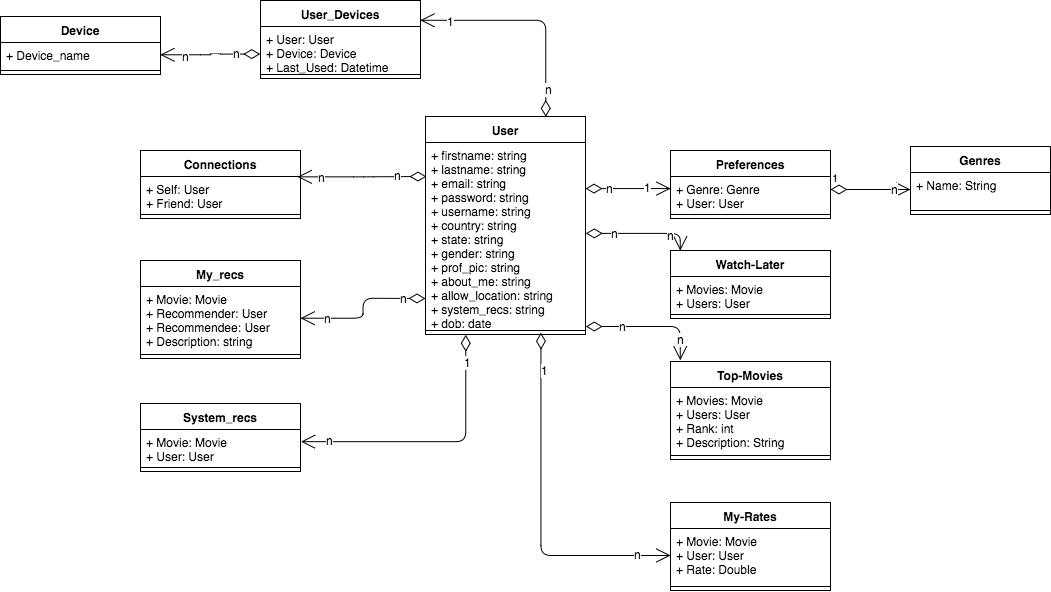 Device
+ Device_name
User_Devices
+ User: User
+ Device: Device
+ Last_Used: Datetime
n
n
1
n
User
+ firstname: string
+ lastname: string
+ email: string
+ password: string
+ username: string
+ country: string
+ state: string
+ gender: string
+ prof_pic: string
+ about_me: string
+ allow_location: string
+ system_recs: string
+ dob: date
Connections
+ Self: User
+ Friend: User
n
n
My_recs
+ Movie: Movie
+ Recommender: User
+ Recommendee: User
+ Description: string
n
n
System_recs
+ Movie: Movie
+ User: User
n
1
Preferences
+ Genre: Genre
+ User: User
n
1
Genres
+ Name: String
1
n
Watch-Later
+ Movies: Movie
+ Users: User
n
n
Top-Movies
+ Movies: Movie
+ Users: User
+ Rank: int
+ Description: String
n
n
My-Rates
+ Movie: Movie
+ User: User
+ Rate: Double
1
n